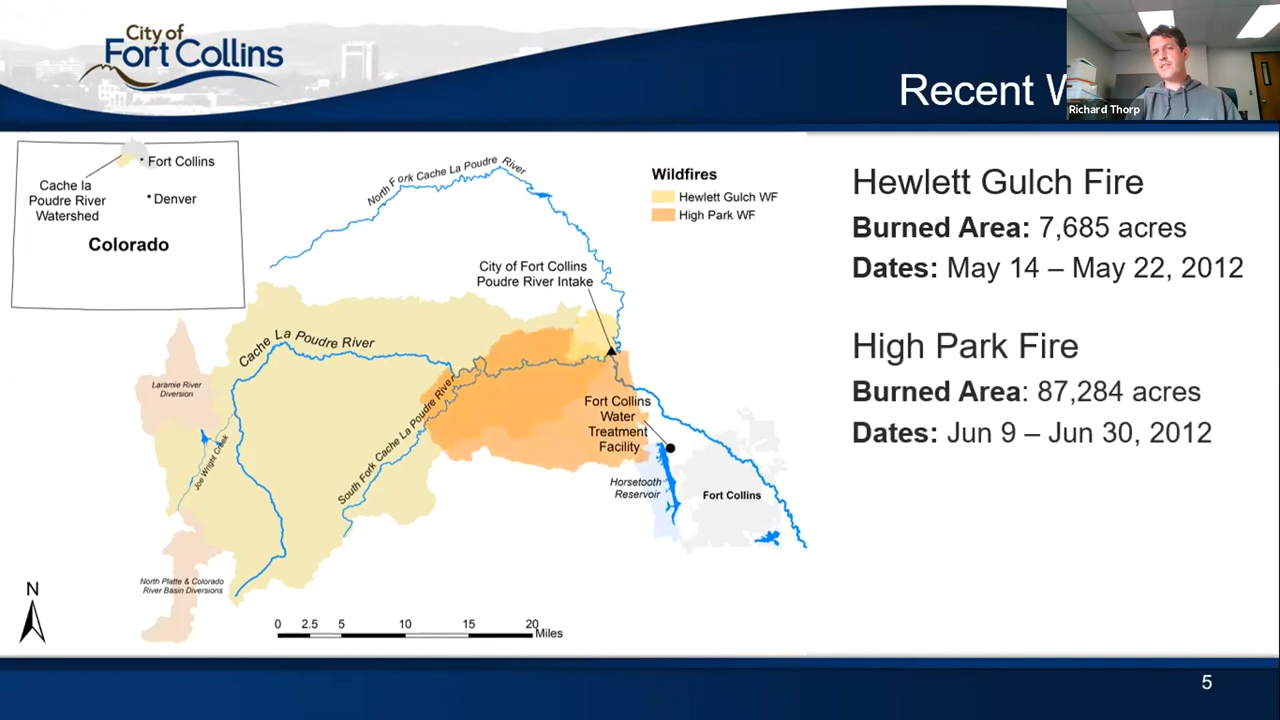 City of
Fort Collins
Recent W
Richard Thorp
Fort Collins
Cache la
Poudre River
Watershed
Denver
Colorado
North Fork Cache La Poudre River
Wildfires
Hewlett Gulch WF
High Park WF
City of Fort Collins
Poudre River Intake
Cache La Poudre River
Laramie River
Diversion
Joe Wright Creek
South Fork Cache La Poudre River
Fort Collins
Water
Treatment
Facility
Horsetooth
Reservoir
Fort Collins
North Platte & Colorado
River Basin Diversions
N
0 2.5 5 10 15 20
Miles
Hewlett Gulch Fire
Burned Area: 7,685 acres
Dates: May 14 – May 22, 2012
High Park Fire
Burned Area: 87,284 acres
Dates: Jun 9 – Jun 30, 2012
5